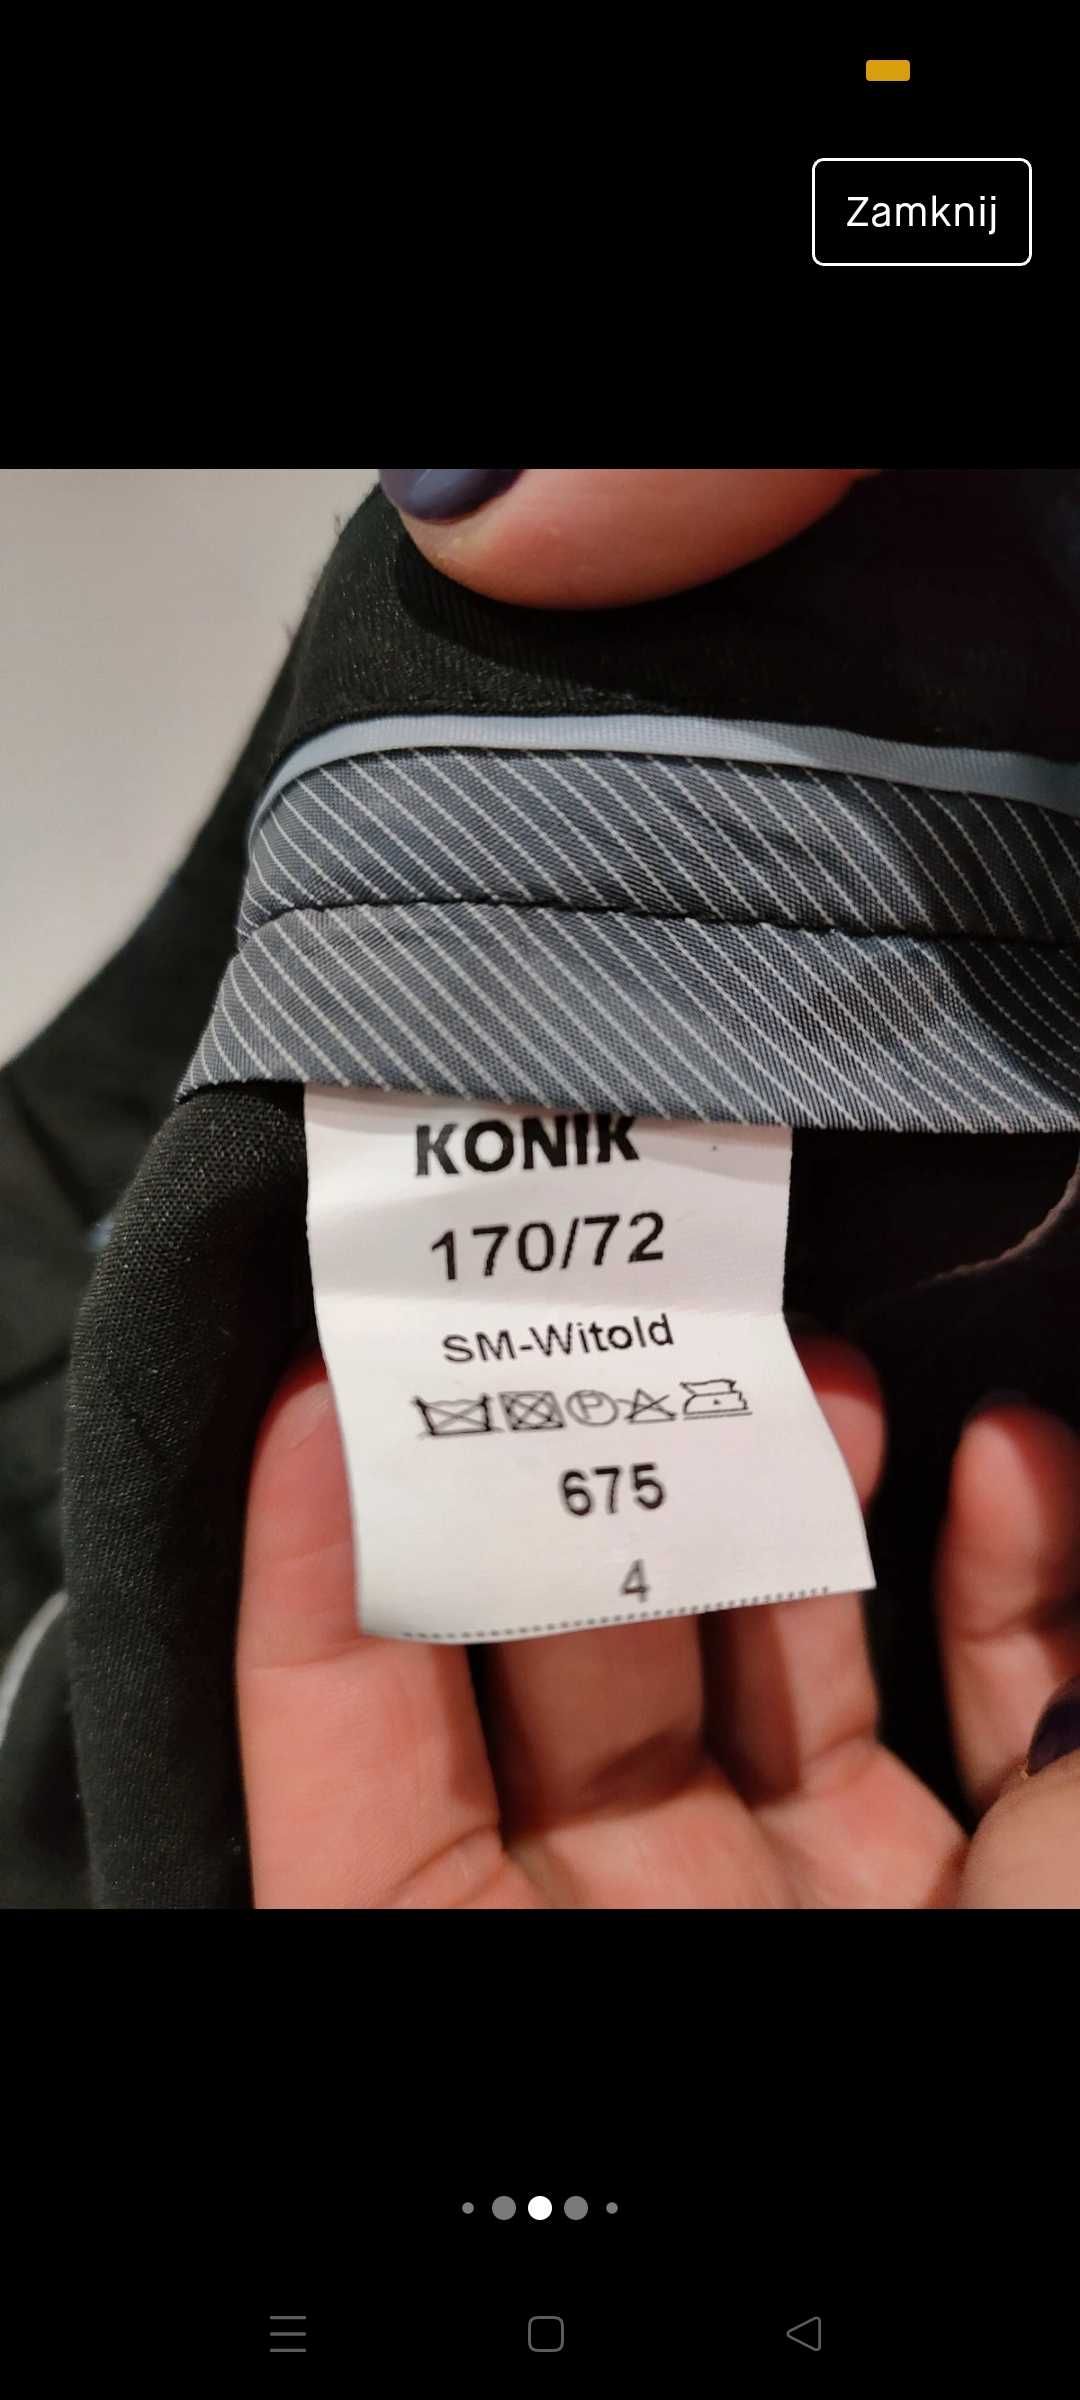 Zamknij
KONIK
170/72
SM-Witold
P
675
4